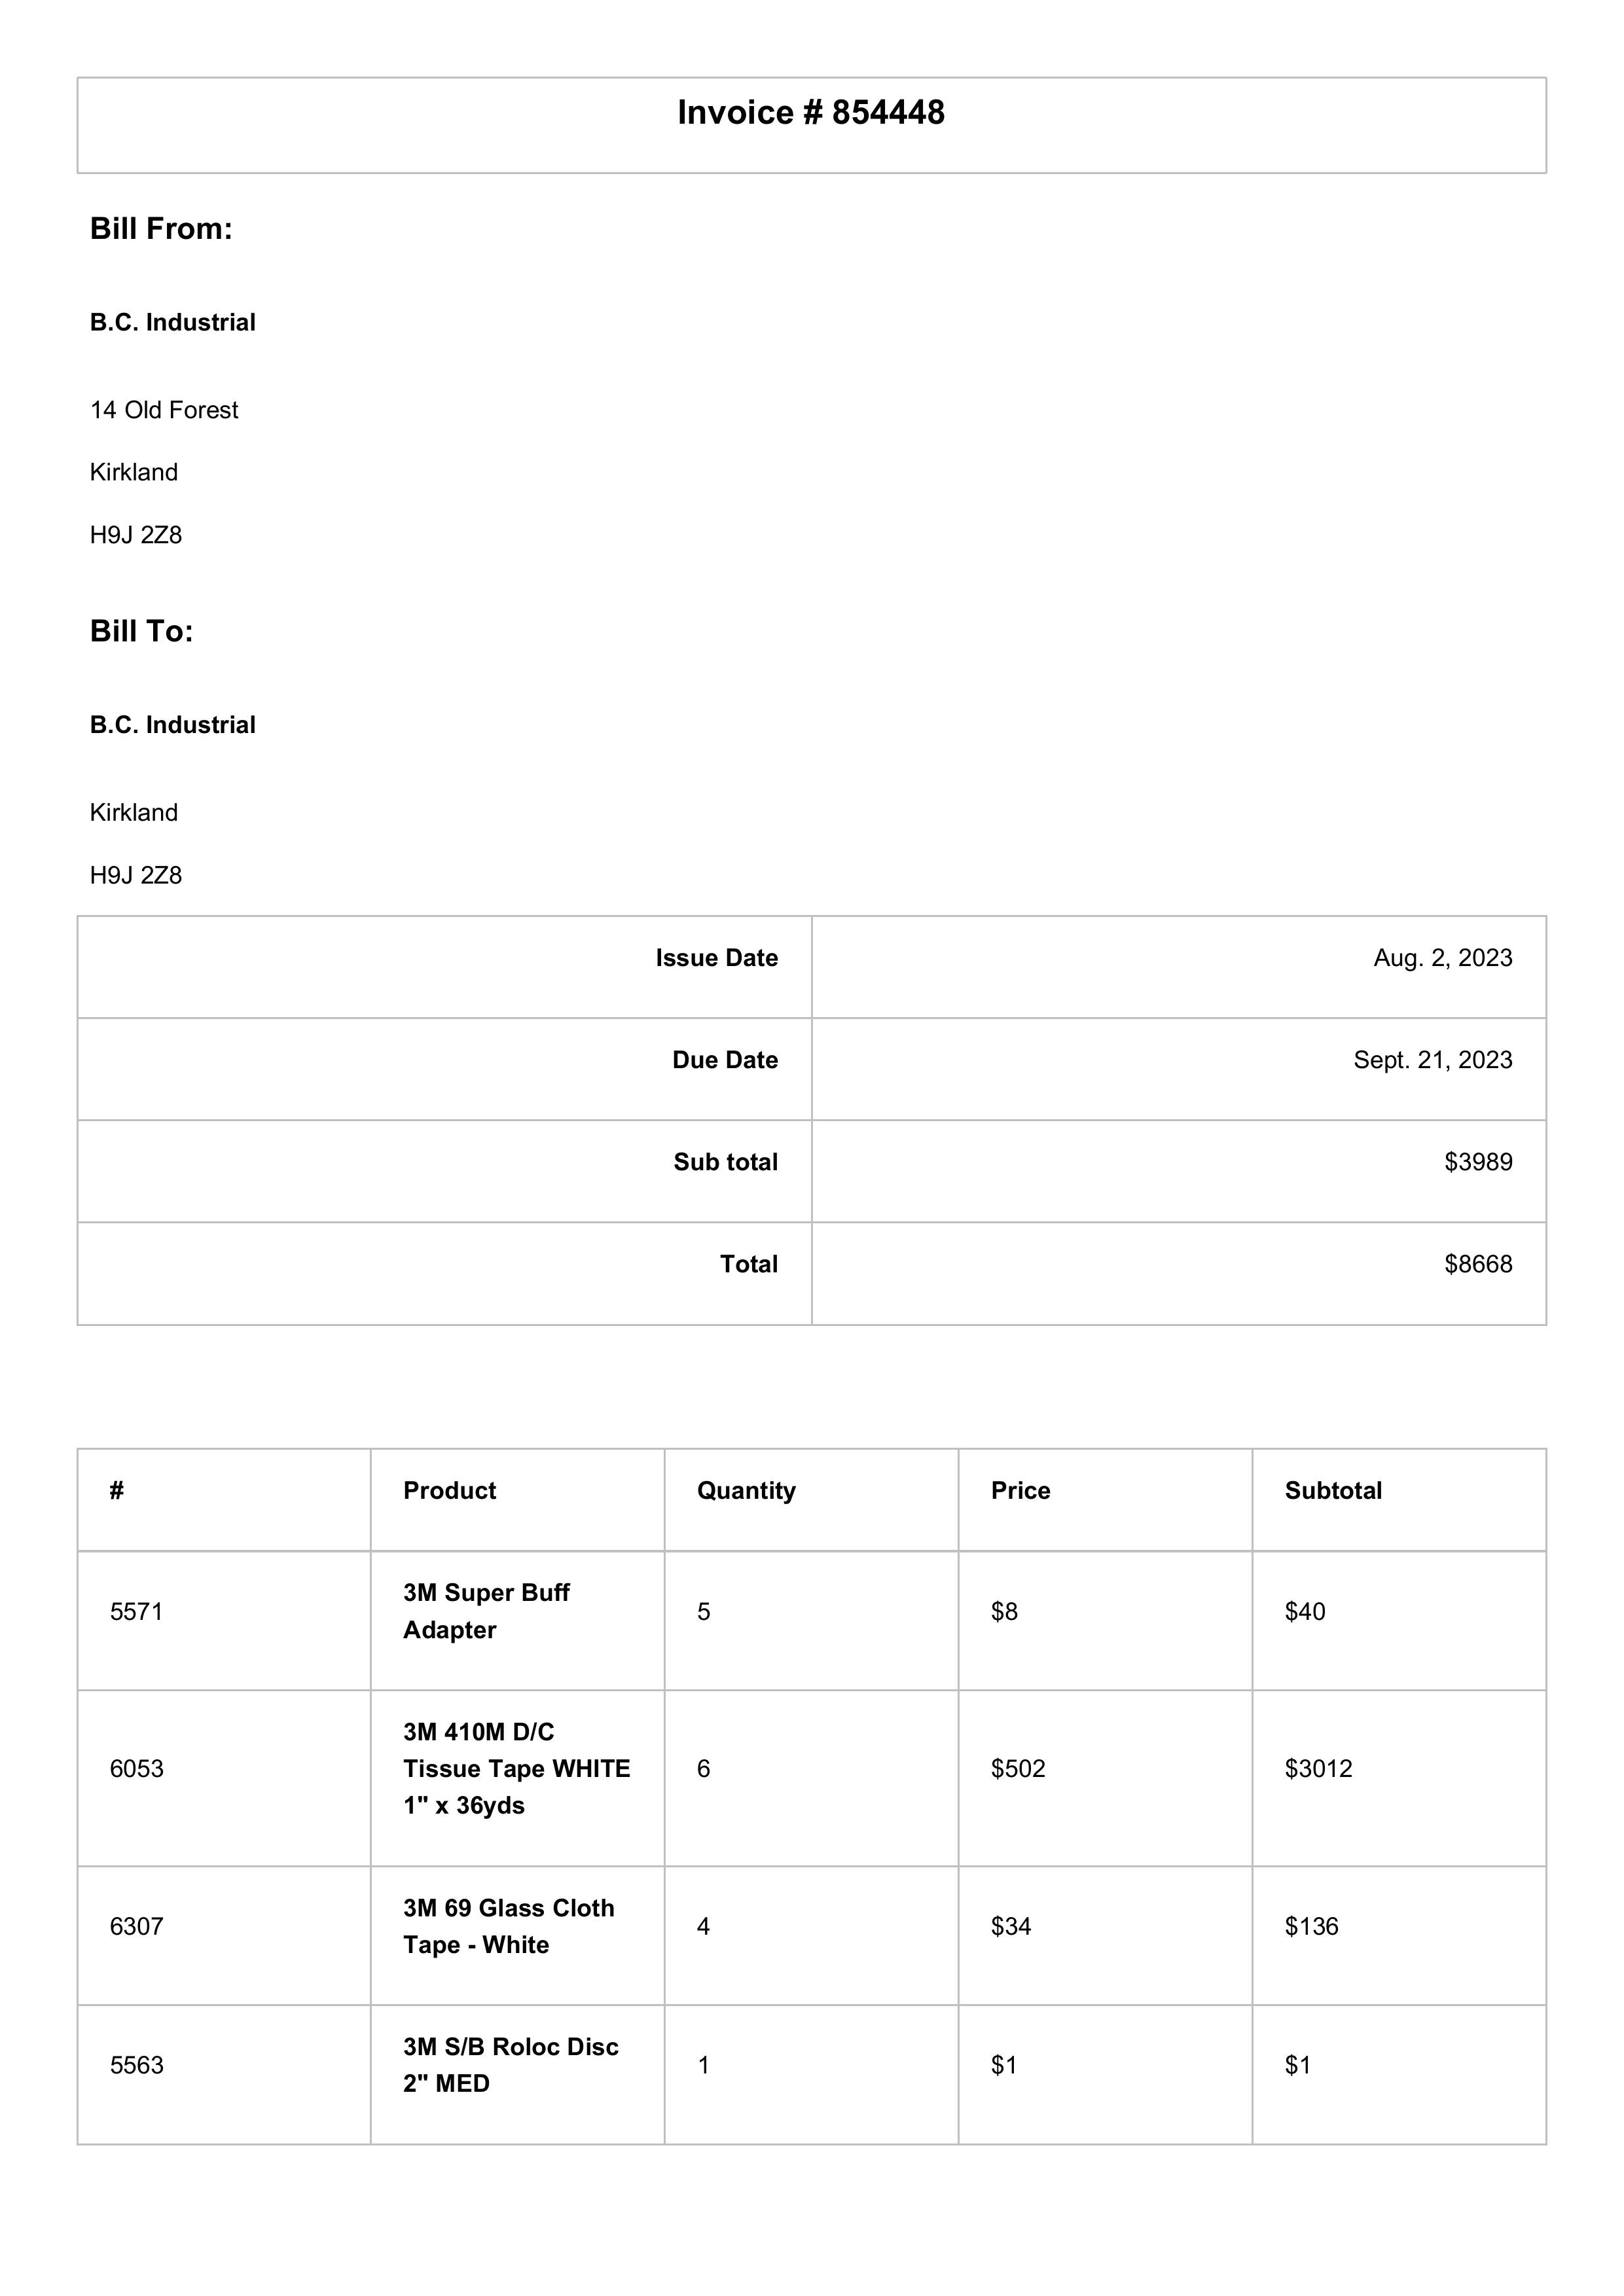 Invoice # 854448
Bill From:
B.C. Industrial
14 Old Forest
Kirkland
H9J 2Z8
Bill To:
B.C. Industrial
Kirkland
H9J 2Z8
Issue Date Aug. 2, 2023
Due Date Sept. 21, 2023
Sub total $3989
Total $8668
# Product Quantity Price Subtotal
5571 3M Super Buff Adapter 5 $8 $40
6053 3M 410M D/C Tissue Tape WHITE 1" x 36yds 6 $502 $3012
6307 3M 69 Glass Cloth Tape - White 4 $34 $136
5563 3M S/B Roloc Disc 2" MED 1 $1 $1